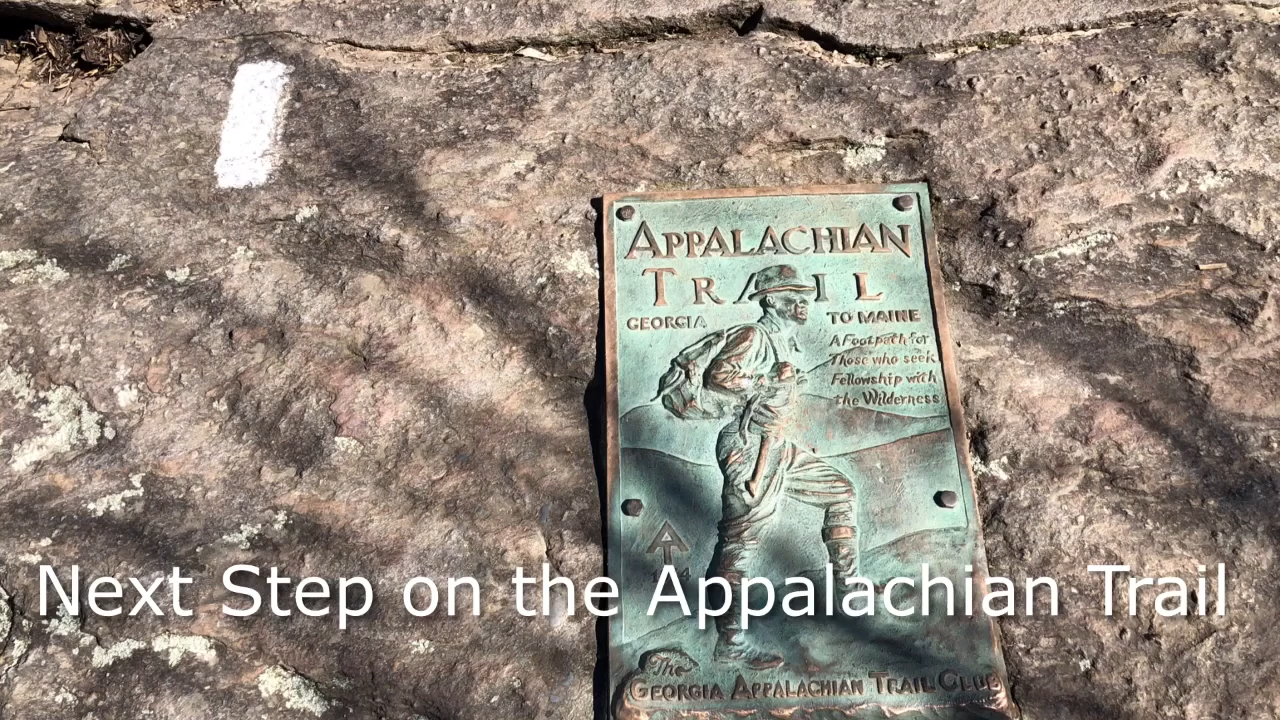 APPALACHIAN
TRAIL
GEORGIA TO MAINE
A Footpath for
Those who seek
Fellowship with
the Wilderness
Next Step on the Appalachian Trail
The
GEORGIA APPALACHIAN TRAIL CLUB